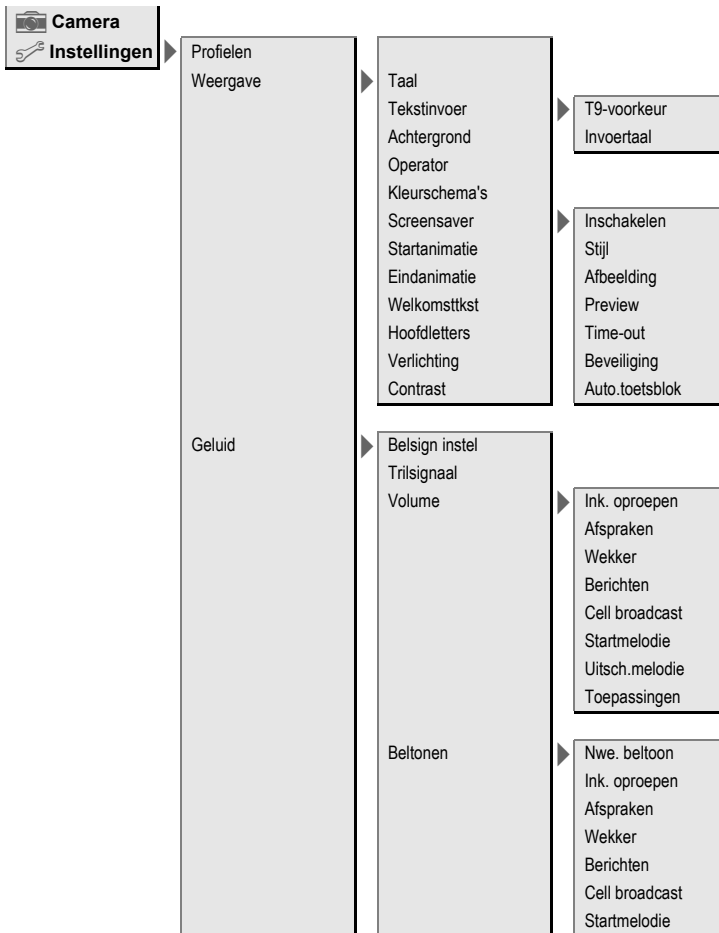 Camera
Instellingen
Profielen
Weergave
Taal
Tekstinvoer
T9-voorkeur
Invoertaal
Achtergrond
Operator
Kleurschema's
Screensaver
Inschakelen
Stijl
Afbeelding
Preview
Time-out
Beveiliging
Auto.toetsblok
Startanimatie
Eindanimatie
Welkomsttkst
Hoofdletters
Verlichting
Contrast
Geluid
Belsign instel
Trilsignaal
Volume
Ink. oproepen
Afspraken
Wekker
Berichten
Cell broadcast
Startmelodie
Uitsch.melodie
Toepassingen
Beltonen
Nwe. beltoon
Ink. oproepen
Afspraken
Wekker
Berichten
Cell broadcast
Startmelodie